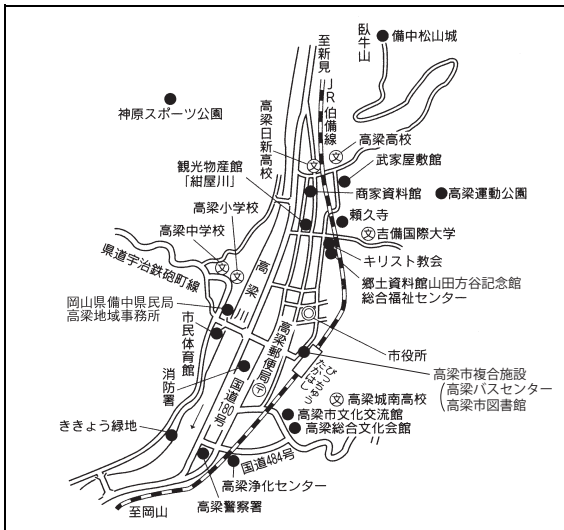 臥牛山
備中松山城
至新見
JR伯備線
神原スポーツ公園
高梁日新高校
文
文
高梁高校
武家屋敷館
観光物産館
「紺屋川」
商家資料館
高梁運動公園
高梁小学校
頼久寺
高梁中学校
文
吉備国際大学
文
文
キリスト教会
県道宇治鉄砲町線
高梁川
郷土資料館山田方谷記念館
総合福祉センター
岡山県備中県民局
高梁地域事務所
市民体育館
高梁郵便局
〒
市役所
びっちゅう
たかはし
高梁市複合施設
(高梁バスセンター
高梁市図書館)
消防署
国道180号
文
高梁城南高校
高梁市文化交流館
高梁総合文化会館
ききょう緑地
国道484号
高梁浄化センター
高梁警察署
至岡山